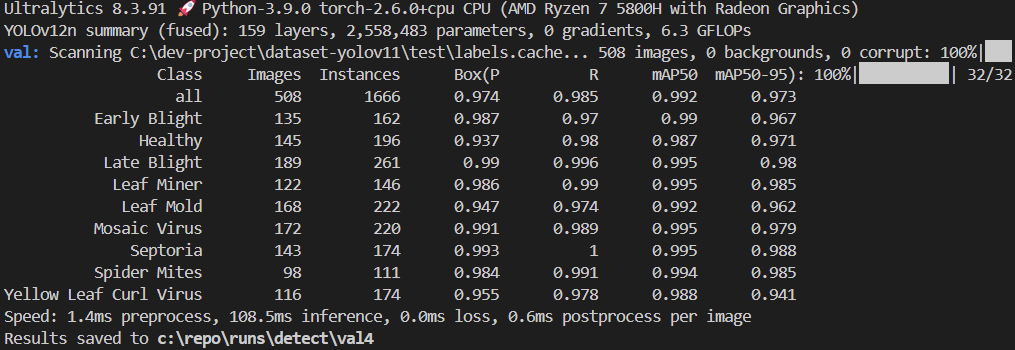 Ultralytics 8.3.91 🚀 Python-3.9.0 torch-2.6.0+cpu CPU (AMD Ryzen 7 5800H with Radeon Graphics)
YOLOv12n summary (fused): 159 layers, 2,558,483 parameters, 0 gradients, 6.3 GFLOPs
val: Scanning C:\dev-project\dataset-yolov11\test\labels.cache... 508 images, 0 backgrounds, 0 corrupt: 100%|
Class Images Instances Box(P R mAP50 mAP50-95): 100%| | 32/32
all 508 1666 0.974 0.985 0.992 0.973
Early Blight 135 162 0.987 0.97 0.99 0.967
Healthy 145 196 0.937 0.98 0.987 0.971
Late Blight 189 261 0.99 0.996 0.995 0.98
Leaf Miner 122 146 0.986 0.99 0.995 0.985
Leaf Mold 168 222 0.947 0.974 0.992 0.962
Mosaic Virus 172 220 0.991 0.989 0.995 0.979
Septoria 143 174 0.993 1 0.995 0.988
Spider Mites 98 111 0.984 0.991 0.994 0.985
Yellow Leaf Curl Virus 116 174 0.955 0.978 0.988 0.941
Speed: 1.4ms preprocess, 108.5ms inference, 0.0ms loss, 0.6ms postprocess per image
Results saved to c:\repo\runs\detect\val4